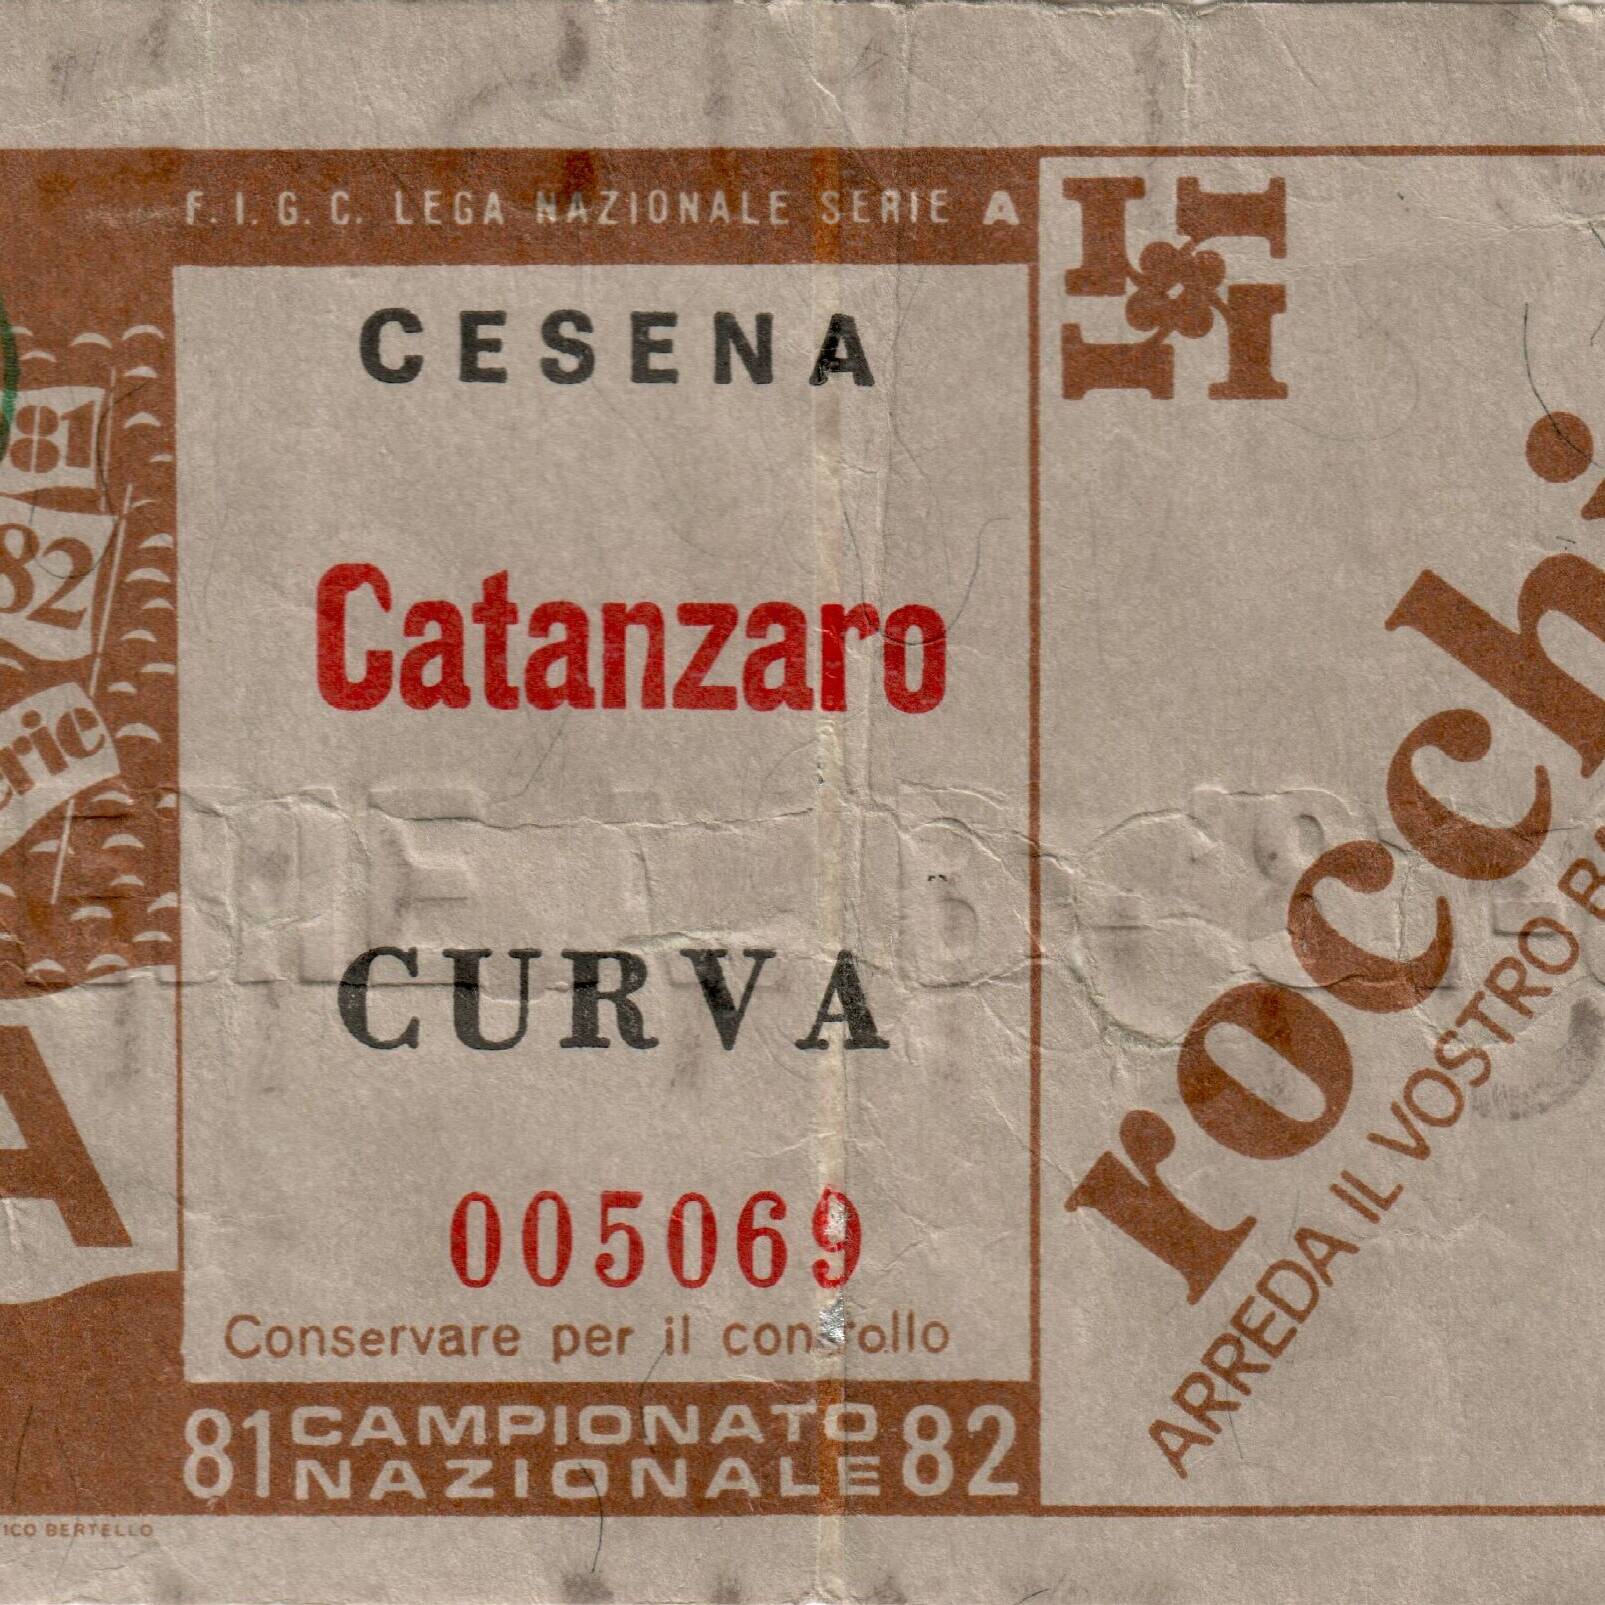 F. I. G. C. LEGA NAZIONALE SERIE A
CESENA
Catanzaro
CURVA
005069
Conservare per il controllo
81 CAMPIONATO NAZIONALE 82
81
82
A
BERTELLO
rocchi
ARREDA IL VOSTRO